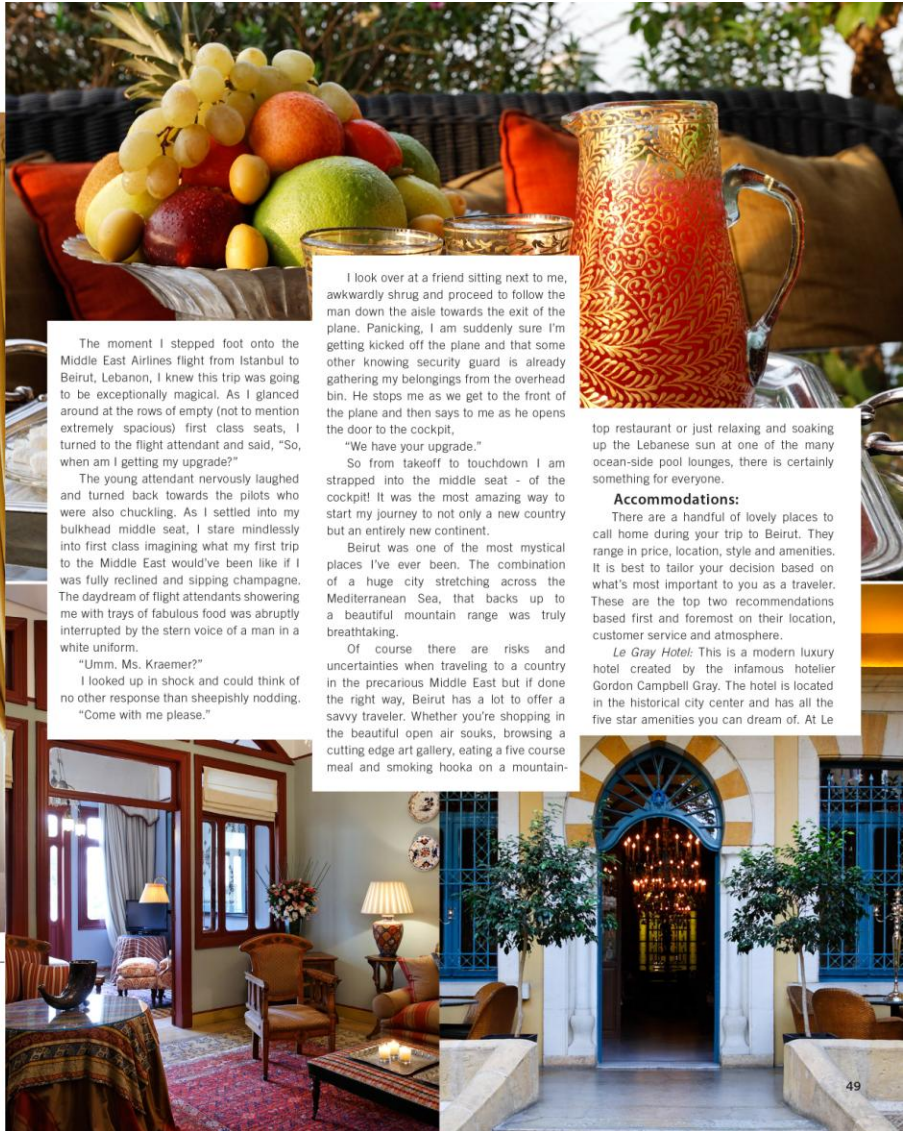 The moment I stepped foot onto the
Middle East Airlines flight from Istanbul to
Beirut, Lebanon, I knew this trip was going
to be exceptionally magical. As I glanced
around at the rows of empty (not to mention
extremely spacious) first class seats, I
turned to the flight attendant and said, “So,
when am I getting my upgrade?”
The young attendant nervously laughed
and turned back towards the pilots who
were also chuckling. As I settled into my
bulkhead middle seat, I stare mindlessly
into first class imagining what my first trip
to the Middle East would’ve been like if I
was fully reclined and sipping champagne.
The daydream of flight attendants showering
me with trays of fabulous food was abruptly
interrupted by the stern voice of a man in a
white uniform.
“Umm. Ms. Kraemer?”
I looked up in shock and could think of
no other response than sheepishly nodding.
“Come with me please.”
I look over at a friend sitting next to me,
awkwardly shrug and proceed to follow the
man down the aisle towards the exit of the
plane. Panicking, I am suddenly sure I’m
getting kicked off the plane and that some
other knowing security guard is already
gathering my belongings from the overhead
bin. He stops me as we get to the front of
the plane and then says to me as he opens
the door to the cockpit,
“We have your upgrade.”
So from takeoff to touchdown I am
strapped into the middle seat - of the
cockpit! It was the most amazing way to
start my journey to not only a new country
but an entirely new continent.
Beirut was one of the most mystical
places I’ve ever been. The combination
of a huge city stretching across the
Mediterranean Sea, that backs up to
a beautiful mountain range was truly
breathtaking.
Of course there are risks and
uncertainties when traveling to a country
in the precarious Middle East but if done
the right way, Beirut has a lot to offer a
savvy traveler. Whether you’re shopping in
the beautiful open air souks, browsing a
cutting edge art gallery, eating a five course
meal and smoking hooka on a mountain-
top restaurant or just relaxing and soaking
up the Lebanese sun at one of the many
ocean-side pool lounges, there is certainly
something for everyone.
Accommodations:
There are a handful of lovely places to
call home during your trip to Beirut. They
range in price, location, style and amenities.
It is best to tailor your decision based on
what’s most important to you as a traveler.
These are the top two recommendations
based first and foremost on their location,
customer service and atmosphere.
Le Gray Hotel: This is a modern luxury
hotel created by the infamous hotelier
Gordon Campbell Gray. The hotel is located
in the historical city center and has all the
five star amenities you can dream of. At Le
49